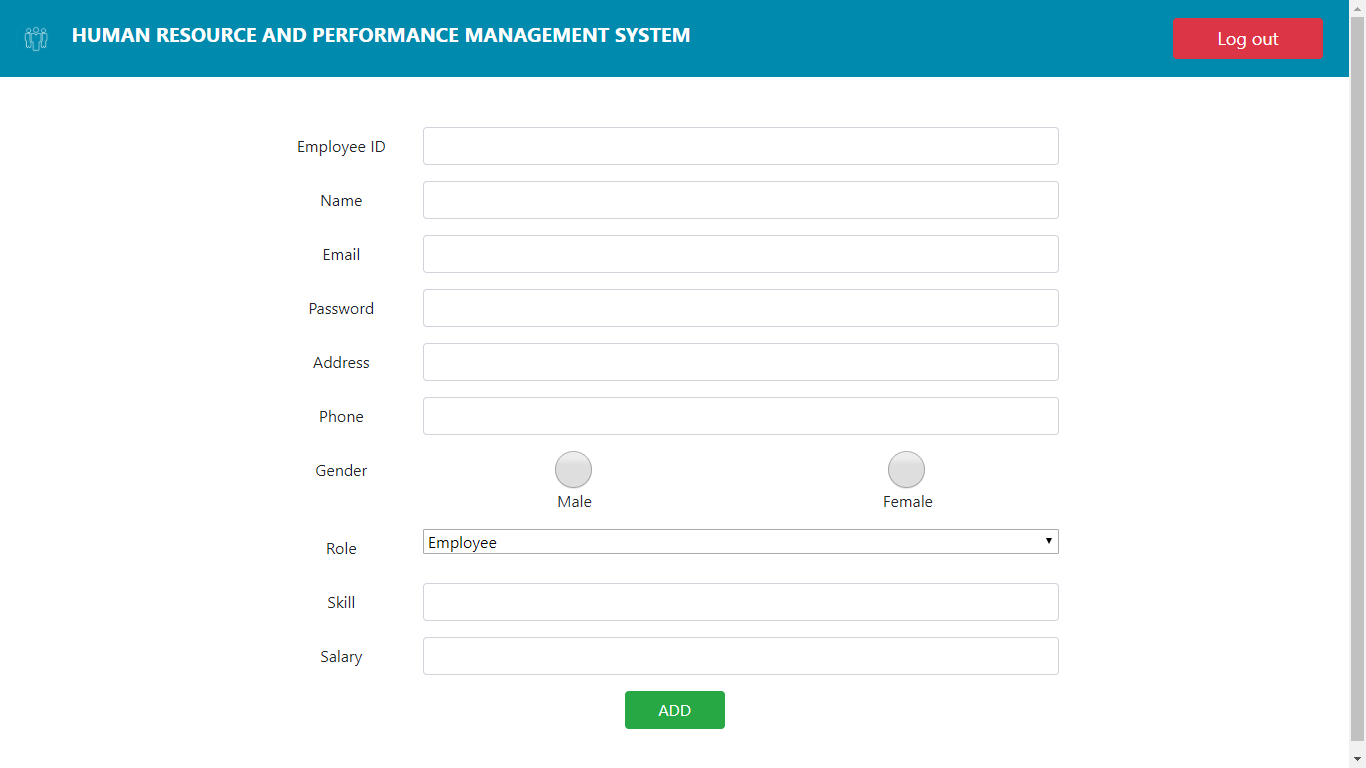 HUMAN RESOURCE AND PERFORMANCE MANAGEMENT SYSTEM
Log out
Employee ID
Name
Email
Password
Address
Phone
Gender
Male
Female
Role
Employee
Skill
Salary
ADD